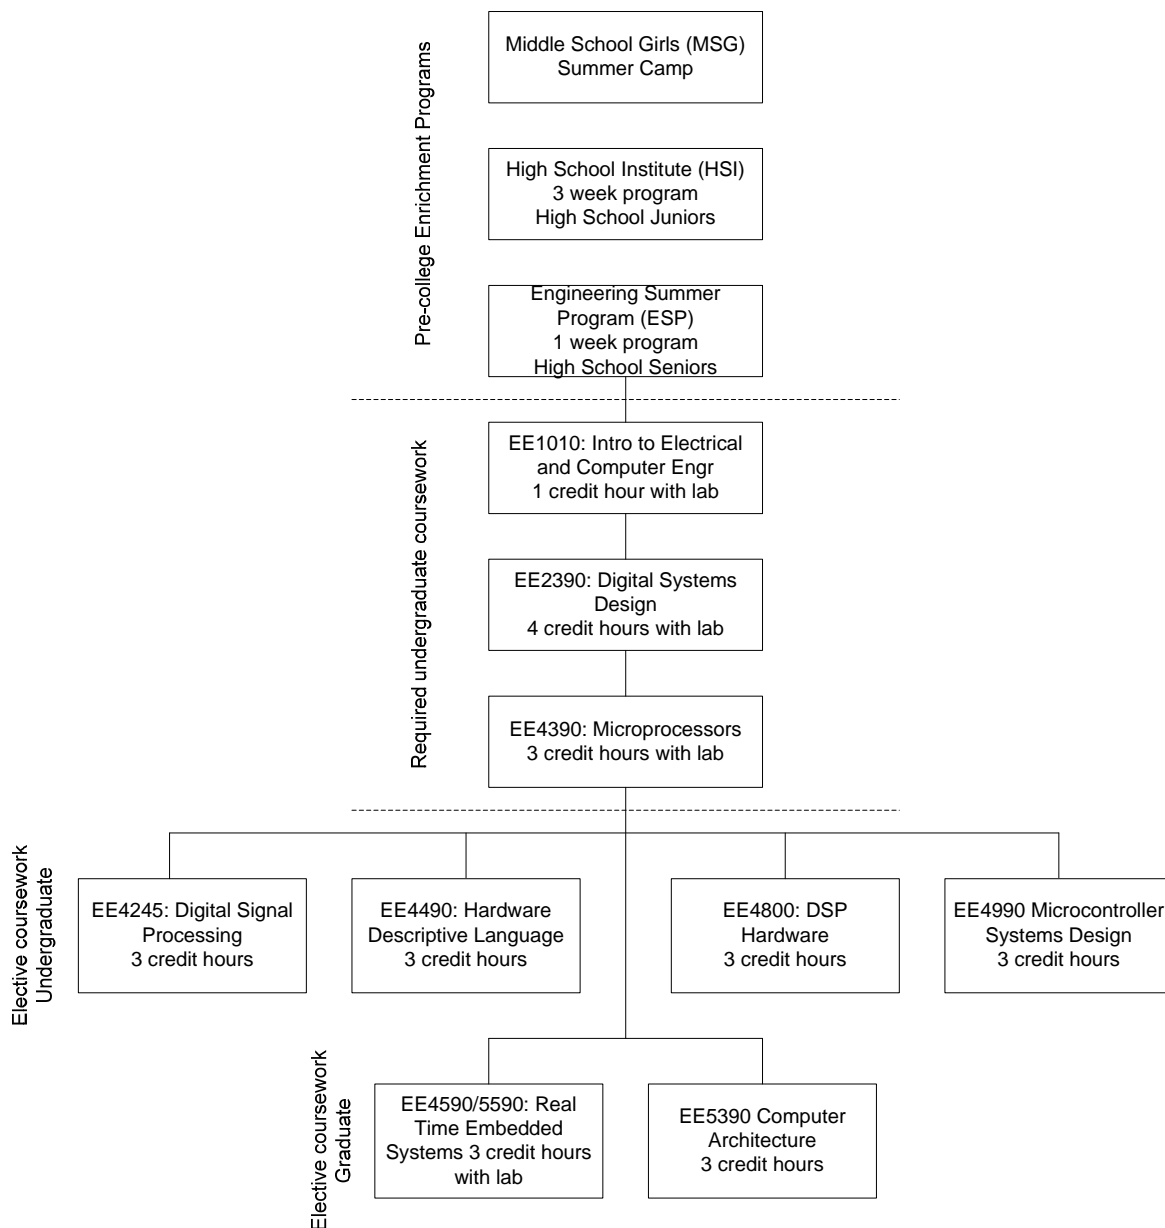 Pre-college Enrichment Programs
Middle School Girls (MSG)
Summer Camp
High School Institute (HSI)
3 week program
High School Juniors
Engineering Summer
Program (ESP)
1 week program
High School Seniors
Required undergraduate coursework
EE1010: Intro to Electrical
and Computer Engr
1 credit hour with lab
EE2390: Digital Systems
Design
4 credit hours with lab
EE4390: Microprocessors
3 credit hours with lab
Elective coursework
Undergraduate
EE4245: Digital Signal
Processing
3 credit hours
EE4490: Hardware
Descriptive Language
3 credit hours
EE4800: DSP
Hardware
3 credit hours
EE4990 Microcontroller
Systems Design
3 credit hours
Elective coursework
Graduate
EE4590/5590: Real
Time Embedded
Systems 3 credit hours
with lab
EE5390 Computer
Architecture
3 credit hours